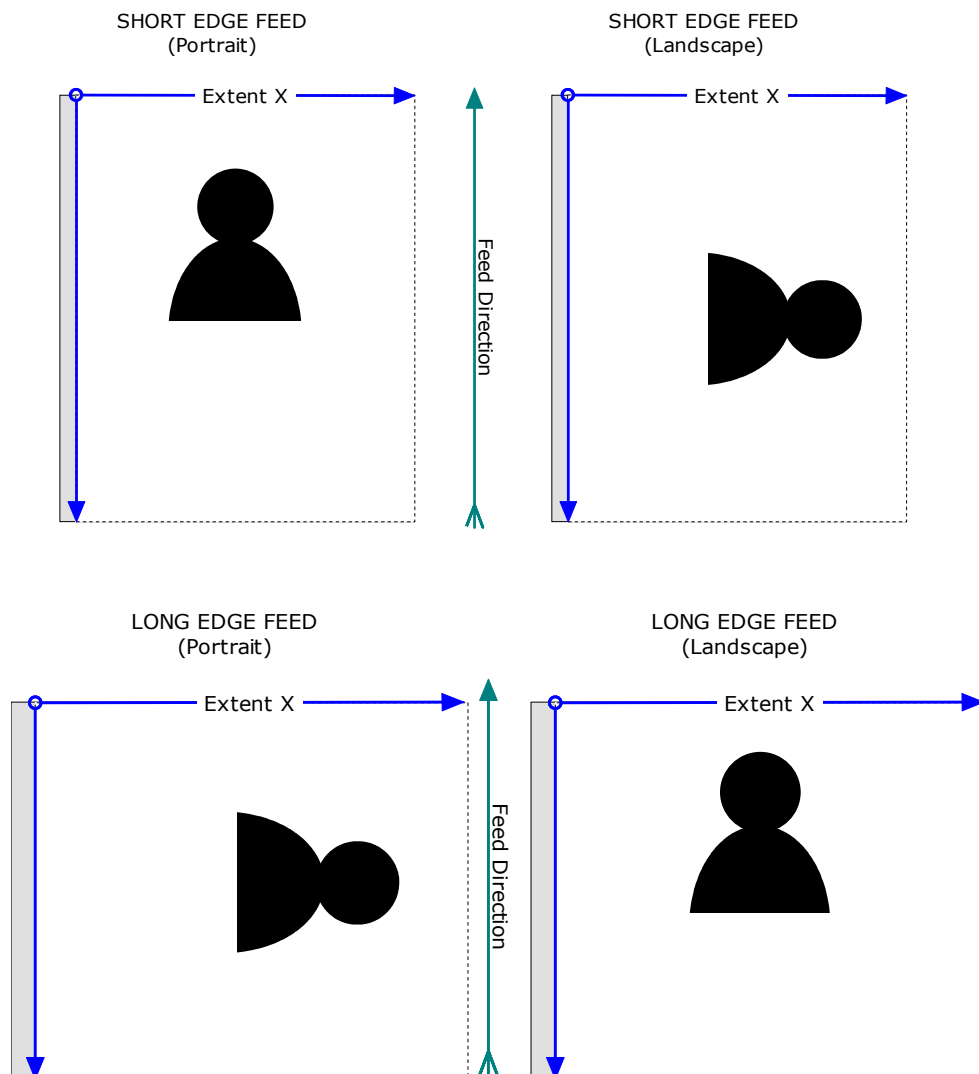 SHORT EDGE FEED
(Portrait)
SHORT EDGE FEED
(Landscape)
Extent X
Extent X
Feed Direction
LONG EDGE FEED
(Portrait)
LONG EDGE FEED
(Landscape)
Extent X
Extent X
Feed Direction